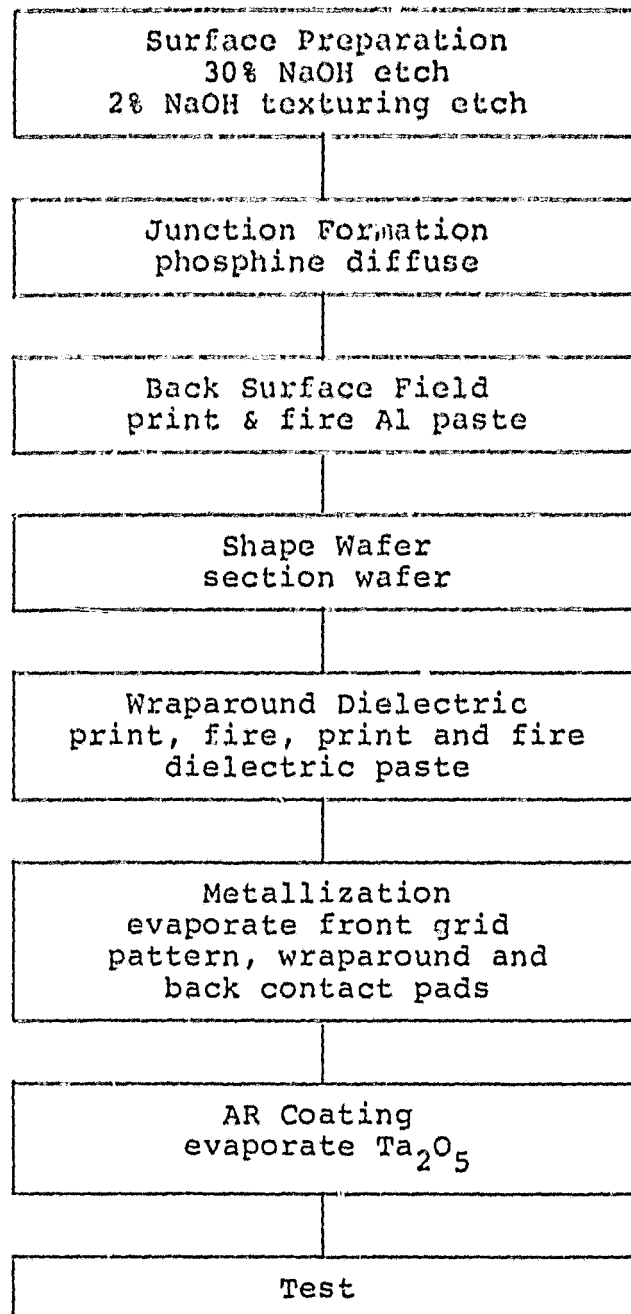 Surface Preparation
30% NaOH etch
2% NaOH texturing etch
Junction Formation
phosphine diffuse
Back Surface Field
print & fire Al paste
Shape Wafer
section wafer
Wraparound Dielectric
print, fire, print and fire
dielectric paste
Metallization
evaporate front grid
pattern, wraparound and
back contact pads
AR Coating
evaporate Ta₂O₅
Test